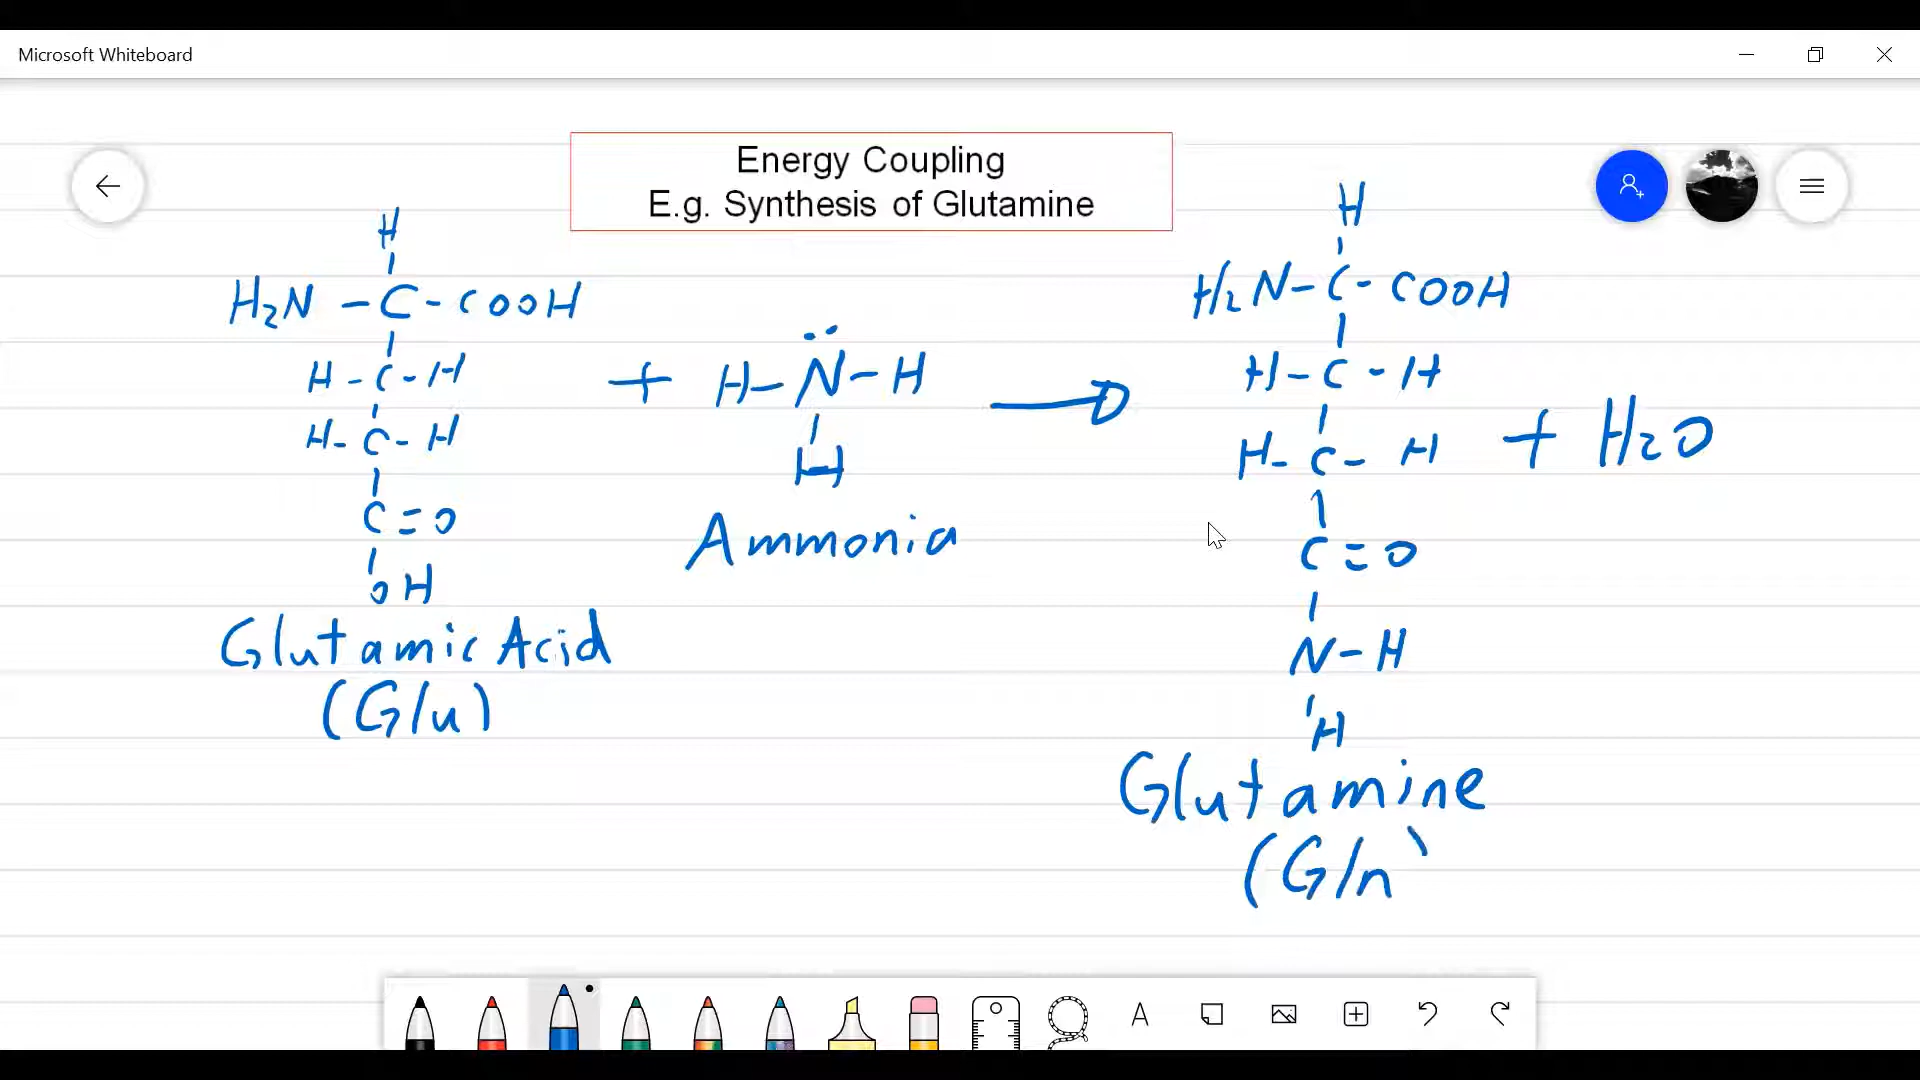 Microsoft Whiteboard
Energy Coupling
E.g. Synthesis of Glutamine
H
H₂N – C – COOH
H – C – H
H – C – H
C = O
OH
Glutamic Acid
(Glu)
+
H – N̈ – H
H
Ammonia
→
H
H₂N – C – COOH
H – C – H
H – C – H
C = O
N – H
H
Glutamine
(Gln)
+ H₂O
A